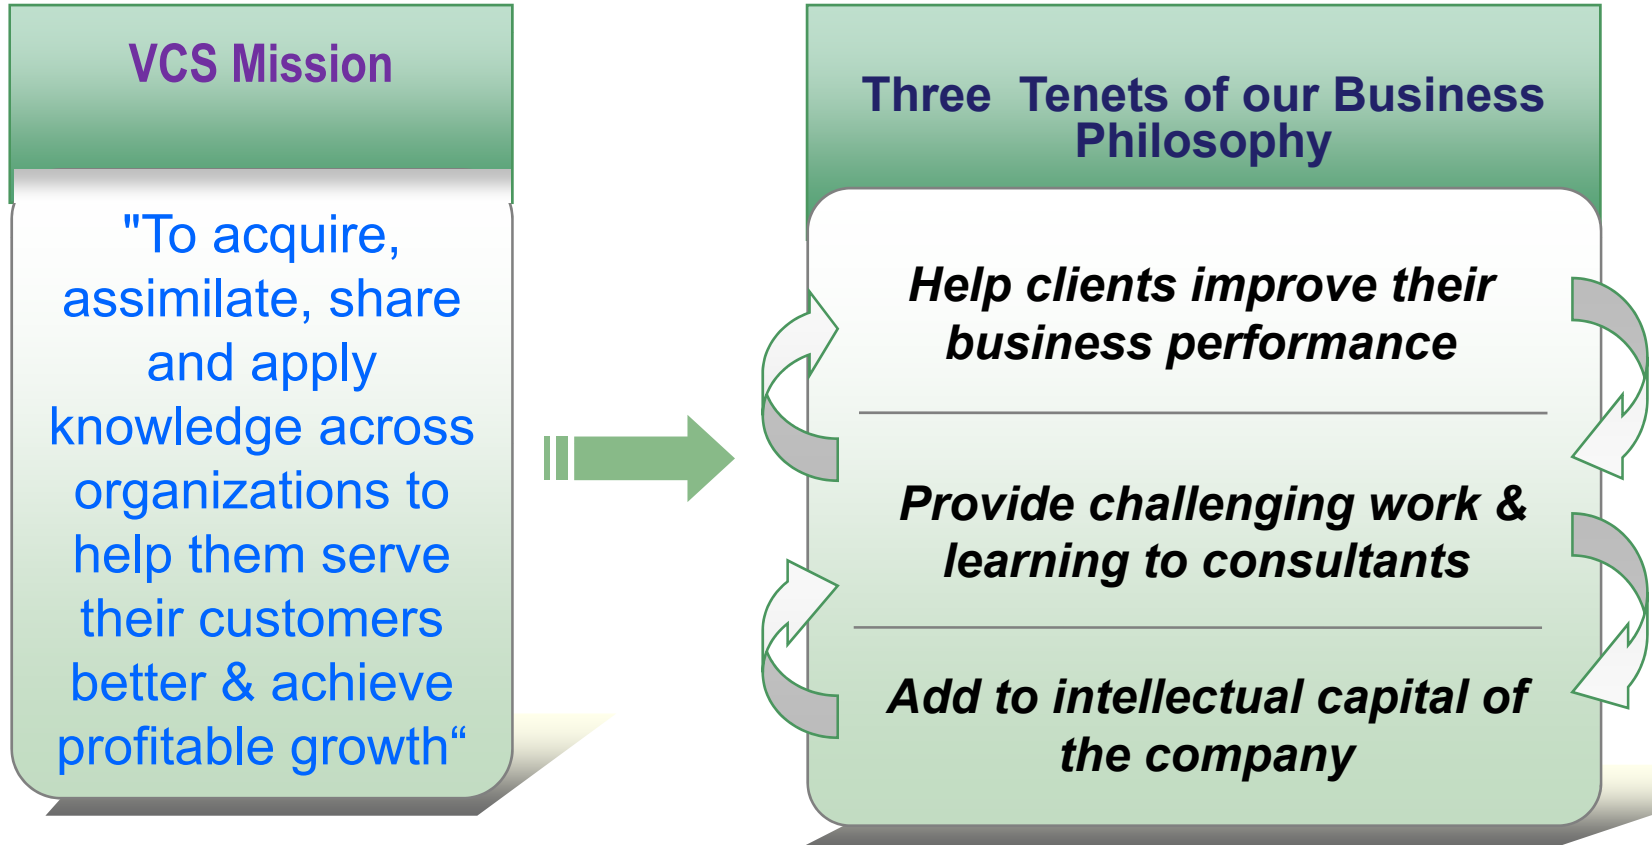 VCS Mission
"To acquire,
assimilate, share
and apply
knowledge across
organizations to
help them serve
their customers
better & achieve
profitable growth“
Three  Tenets of our Business
Philosophy
Help clients improve their
business performance
Provide challenging work &
learning to consultants
Add to intellectual capital of
the company